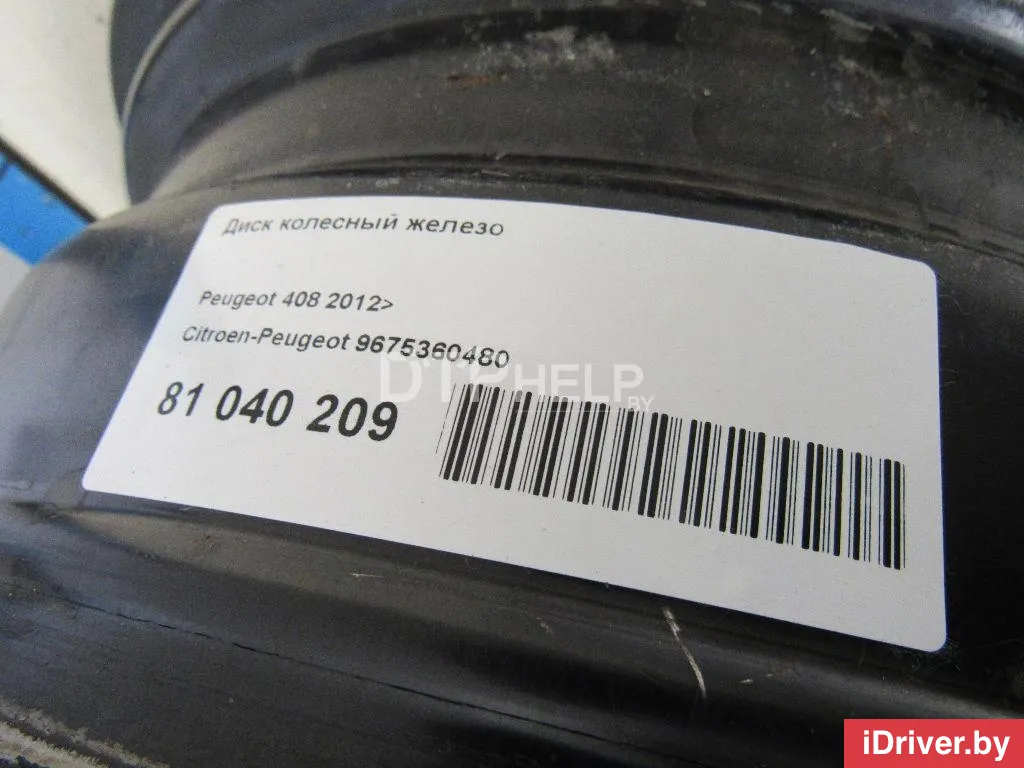 Диск колесный железо
Peugeot 408 2012>
Citroen-Peugeot 9675360480
DTPHELP.BY
81 040 209
iDriver.by